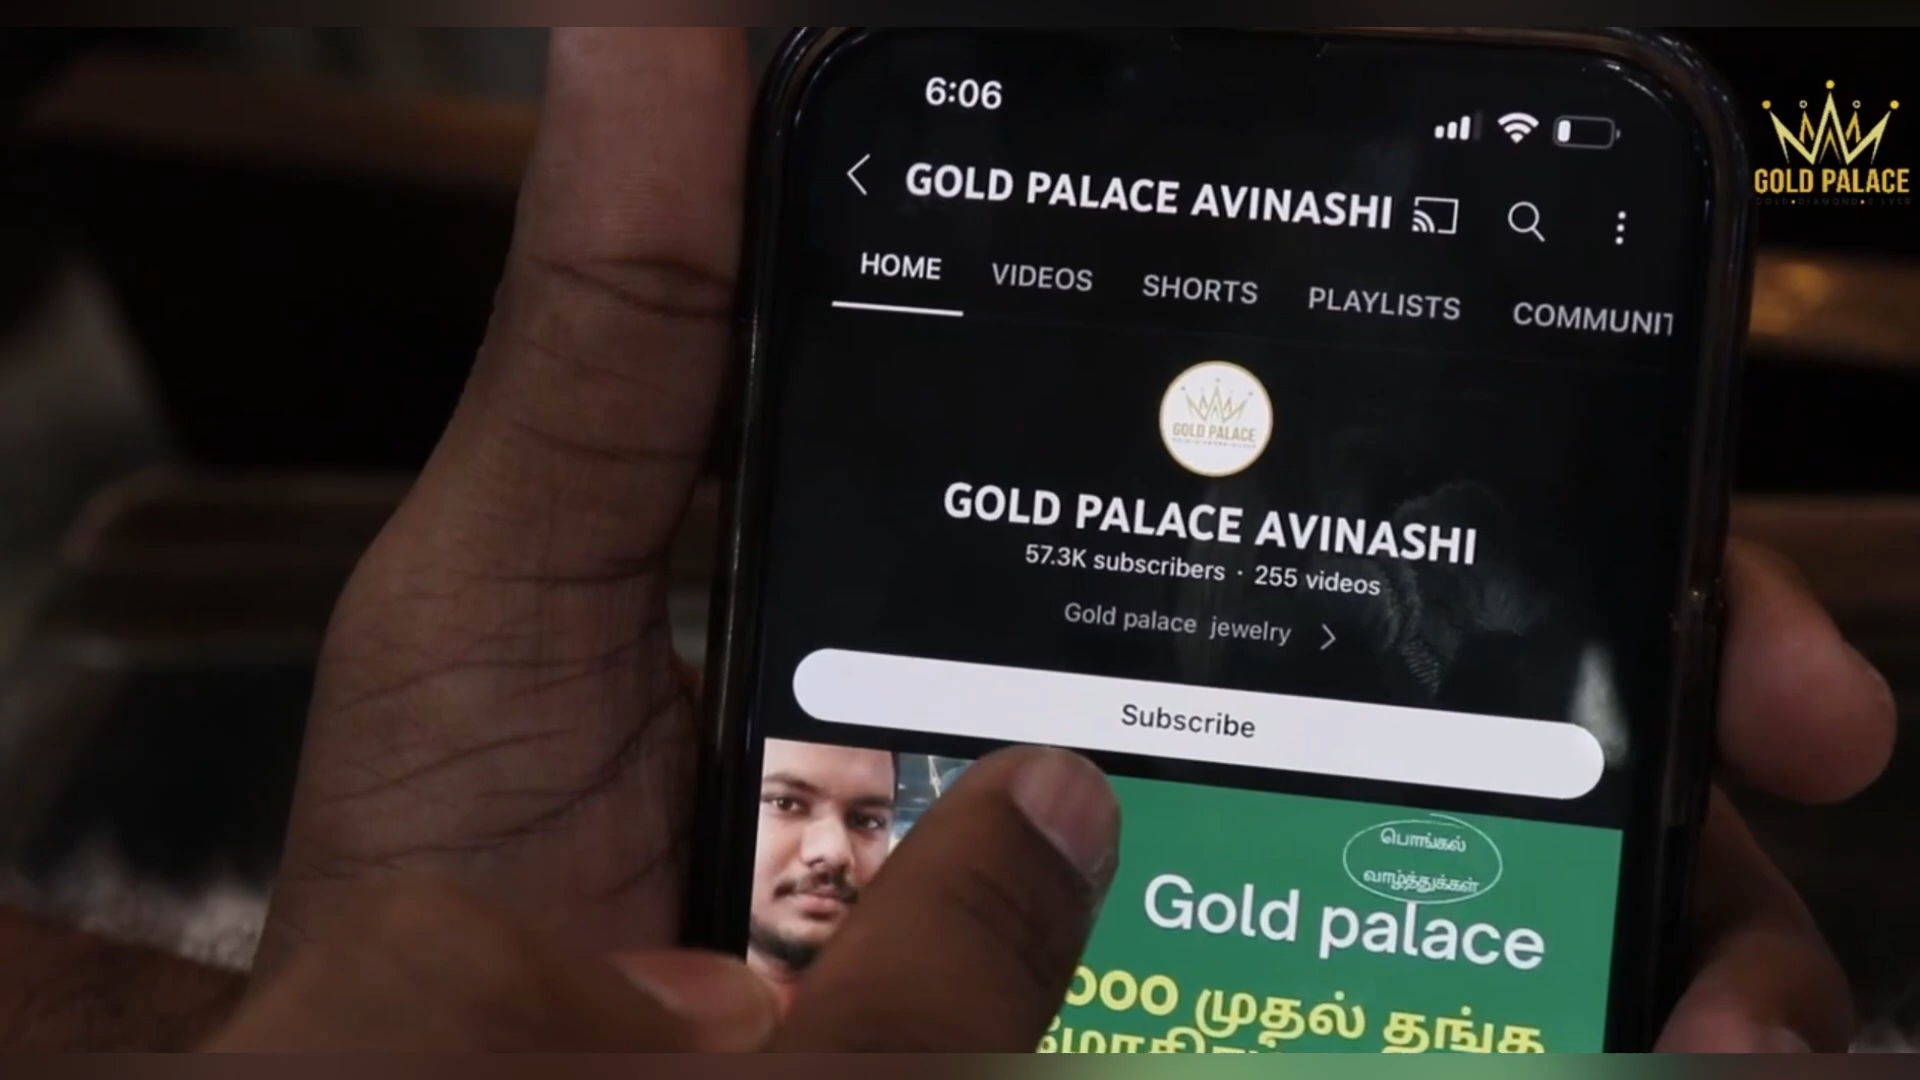 6:06
GOLD PALACE AVINASHI
HOME VIDEOS SHORTS PLAYLISTS COMMUNIT
GOLD PALACE
GOLD PALACE
GOLD PALACE AVINASHI
57.3K subscribers · 255 videos
Gold palace jewelry
Subscribe
பொங்கல்
வாழ்த்துக்கள்
Gold palace
000 முதல் தங்க